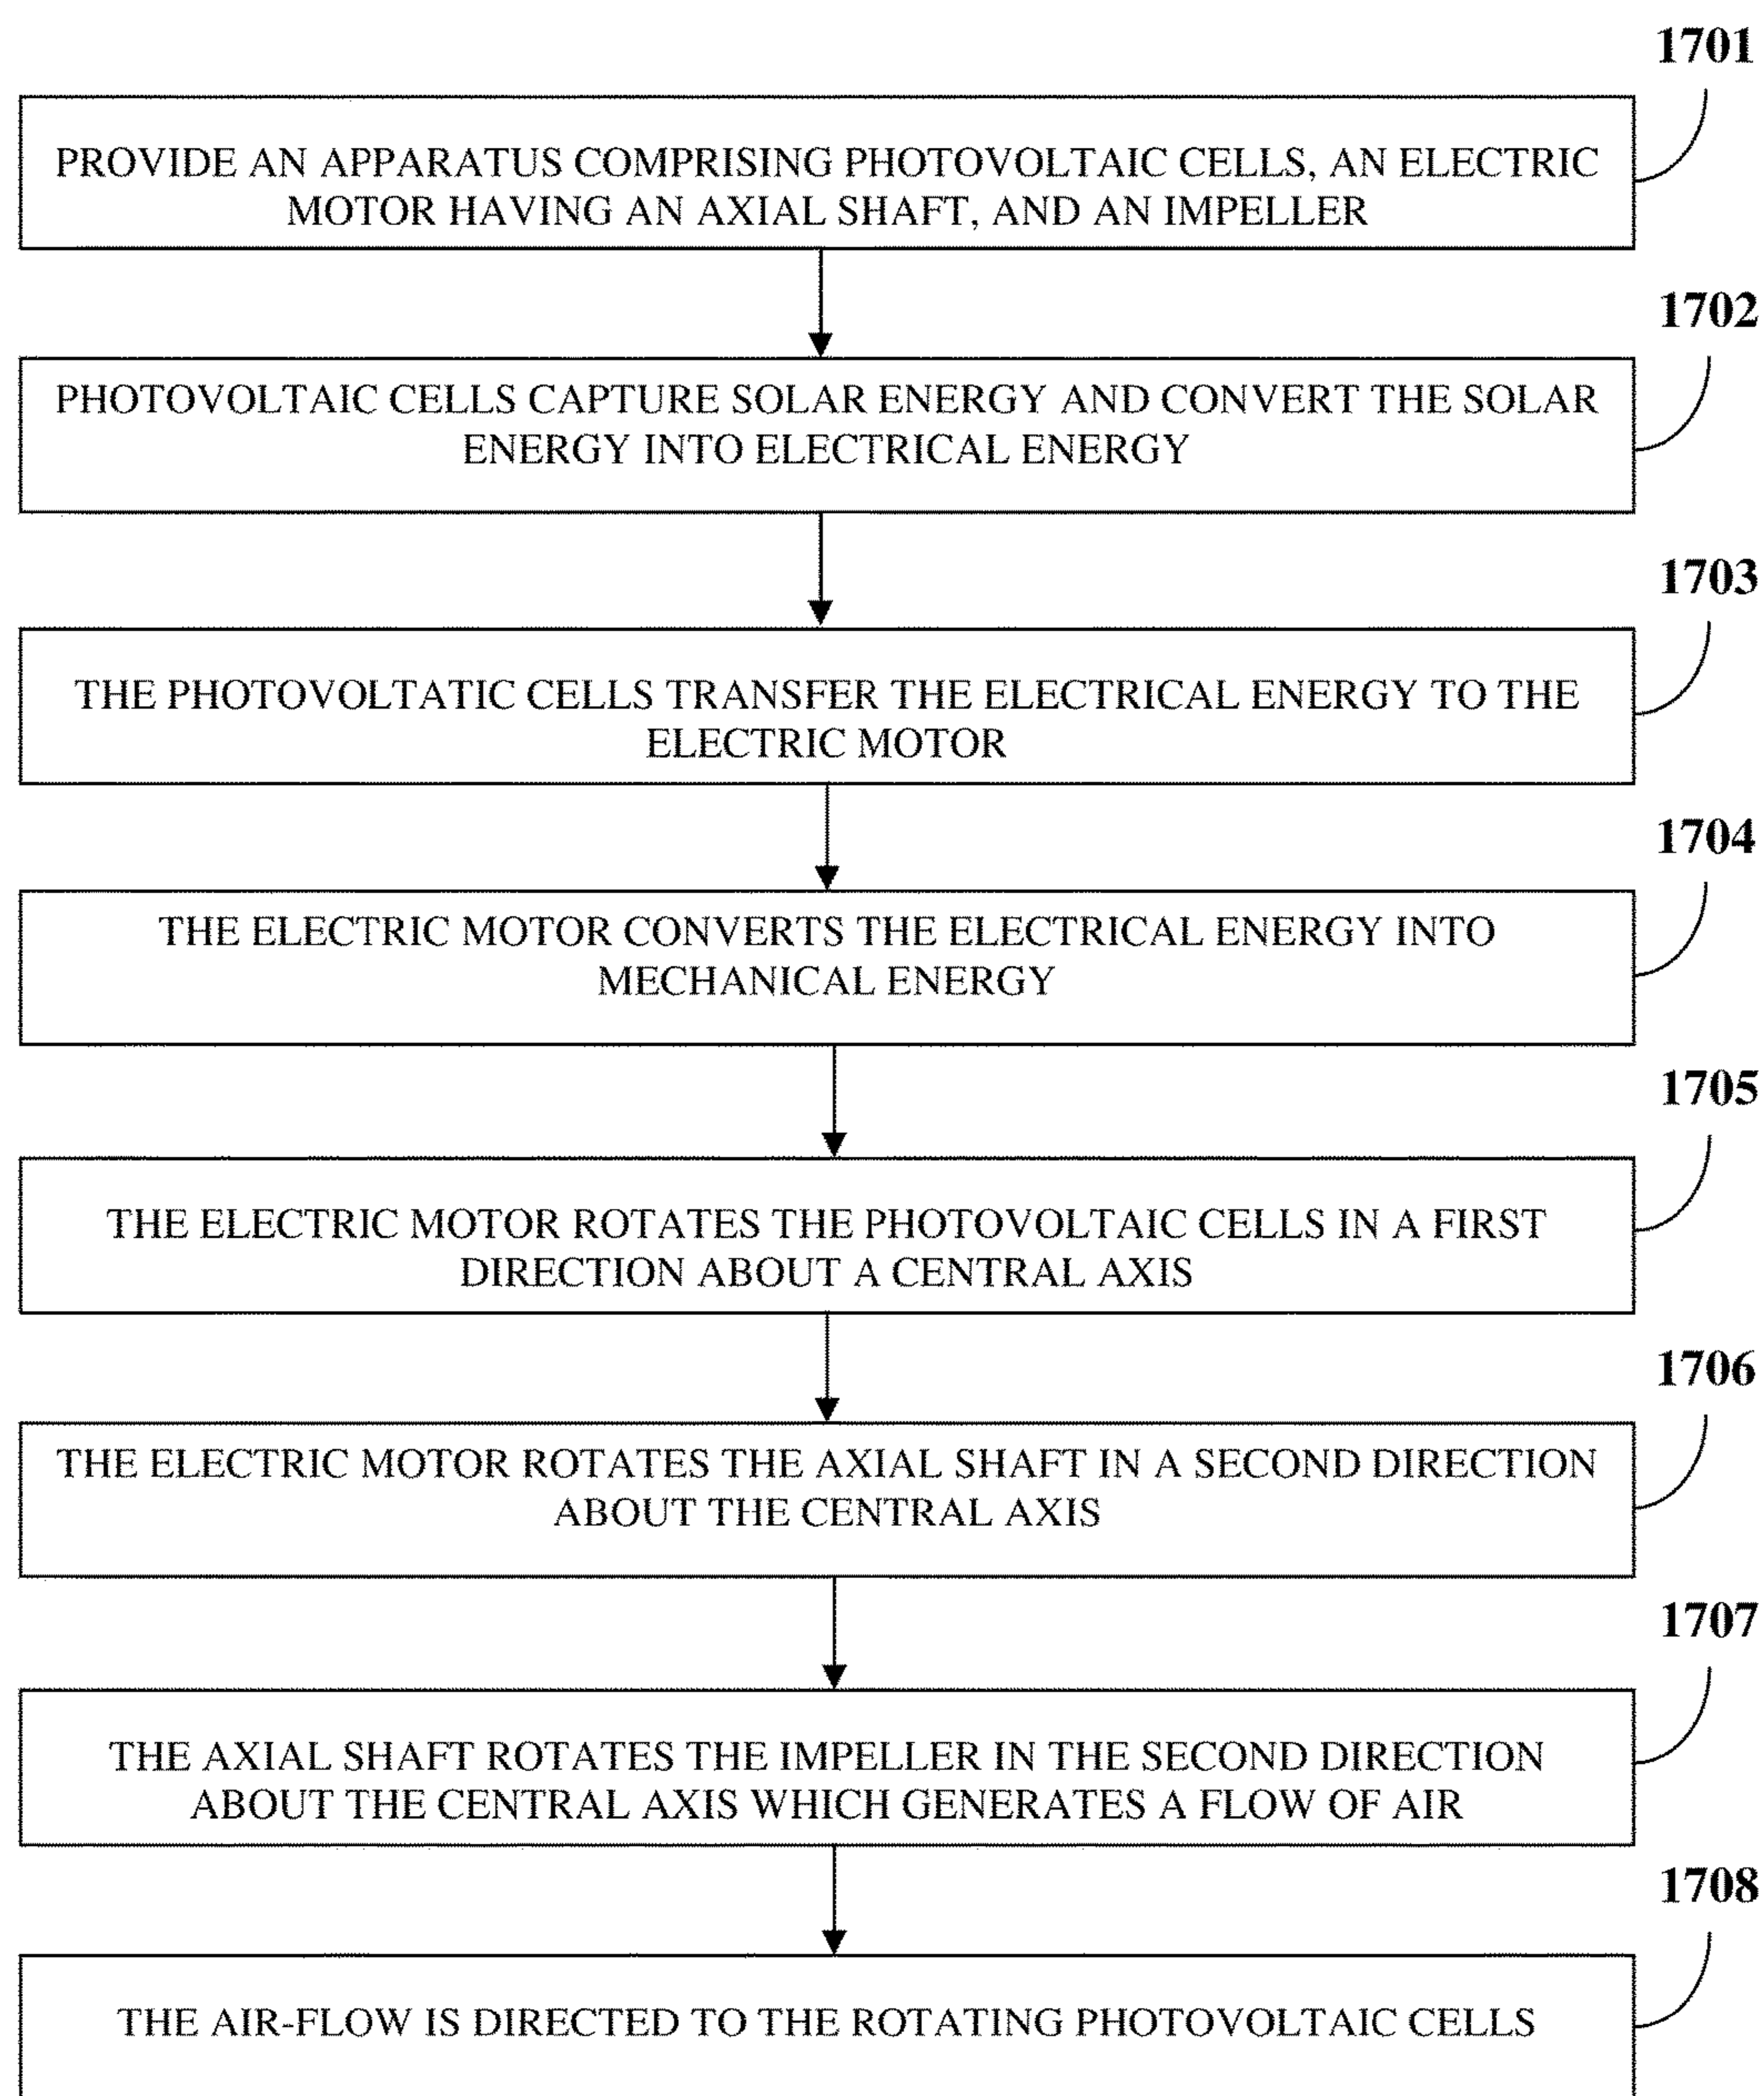 1701
PROVIDE AN APPARATUS COMPRISING PHOTOVOLTAIC CELLS, AN ELECTRIC
MOTOR HAVING AN AXIAL SHAFT, AND AN IMPELLER
1702
PHOTOVOLTAIC CELLS CAPTURE SOLAR ENERGY AND CONVERT THE SOLAR
ENERGY INTO ELECTRICAL ENERGY
1703
THE PHOTOVOLTATIC CELLS TRANSFER THE ELECTRICAL ENERGY TO THE
ELECTRIC MOTOR
1704
THE ELECTRIC MOTOR CONVERTS THE ELECTRICAL ENERGY INTO
MECHANICAL ENERGY
1705
THE ELECTRIC MOTOR ROTATES THE PHOTOVOLTAIC CELLS IN A FIRST
DIRECTION ABOUT A CENTRAL AXIS
1706
THE ELECTRIC MOTOR ROTATES THE AXIAL SHAFT IN A SECOND DIRECTION
ABOUT THE CENTRAL AXIS
1707
THE AXIAL SHAFT ROTATES THE IMPELLER IN THE SECOND DIRECTION
ABOUT THE CENTRAL AXIS WHICH GENERATES A FLOW OF AIR
1708
THE AIR-FLOW IS DIRECTED TO THE ROTATING PHOTOVOLTAIC CELLS